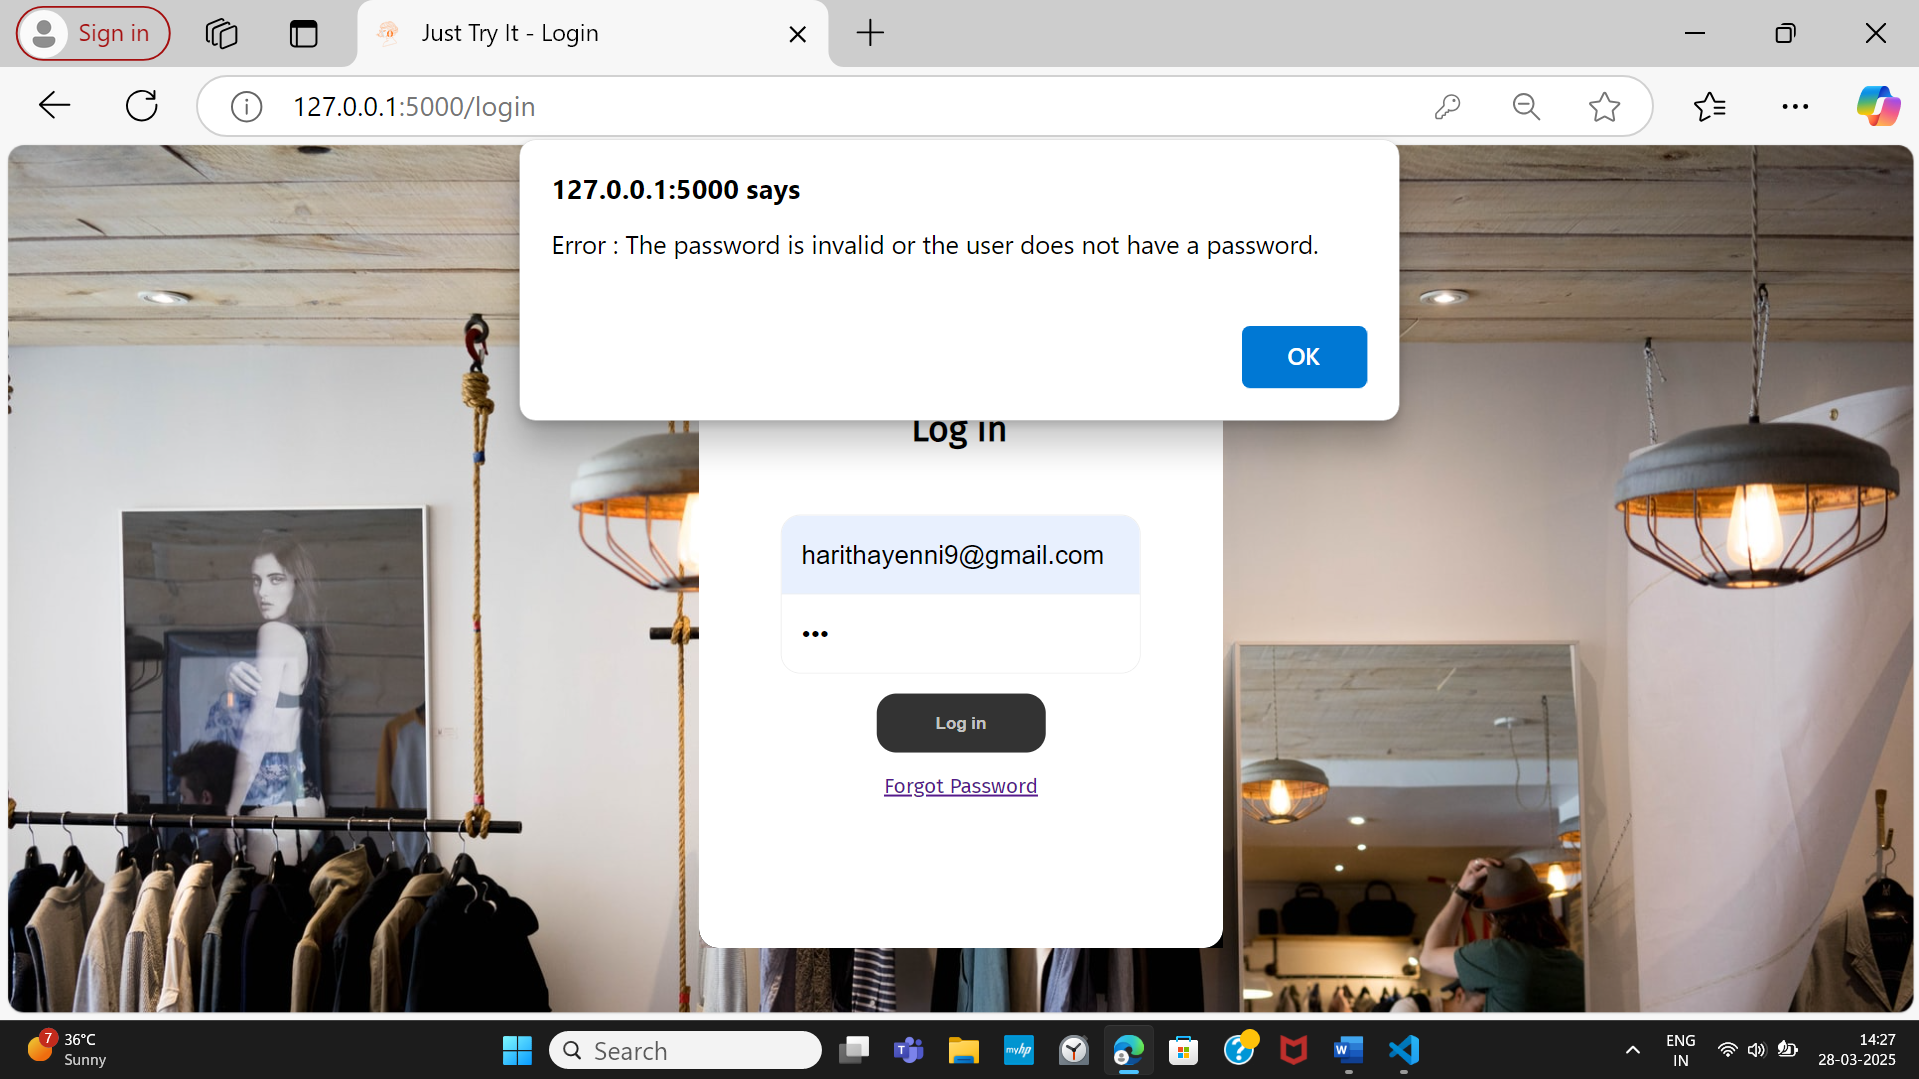 Sign in
Just Try It - Login
127.0.0.1:5000/login
127.0.0.1:5000 says
Error : The password is invalid or the user does not have a password.
OK
Log in
harithayenni9@gmail.com
•••
Log in
Forgot Password
7
36°C
Sunny
Search
T
myhp
?
W
ENG
IN
14:27
28-03-2025